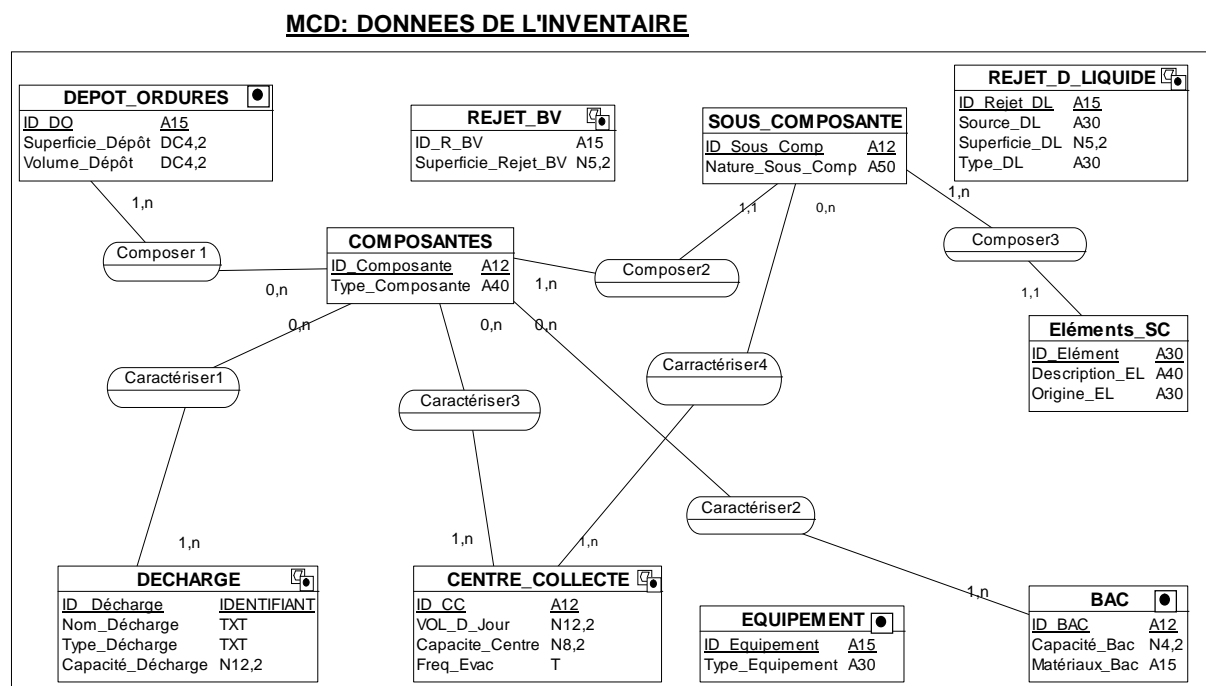 MCD: DONNEES DE L'INVENTAIRE
DEPOT_ORDURES
ID_DO A15
Superficie_Dépôt DC4,2
Volume_Dépôt DC4,2
REJET_BV
ID_R_BV A15
Superficie_Rejet_BV N5,2
SOUS_COMPOSANTE
ID_Sous_Comp A12
Nature_Sous_Comp A50
REJET_D_LIQUIDE
ID_Rejet_DL A15
Source_DL A30
Superficie_DL N5,2
Type_DL A30
1,n
1,1
0,n
1,n
Composer 1
COMPOSANTES
ID_Composante A12
Type_Composante A40
Composer2
Composer3
0,n
1,n
1,1
0,n
0,n
0,n
Eléments_SC
ID_Elément A30
Description_EL A40
Origine_EL A30
Caractériser1
Caractériser3
Carractériser4
Caractériser2
1,n
1,n
1,n
1,n
DECHARGE
ID_Décharge IDENTIFIANT
Nom_Décharge TXT
Type_Décharge TXT
Capacité_Décharge N12,2
CENTRE_COLLECTE
ID_CC A12
VOL_D_Jour N12,2
Capacite_Centre N8,2
Freq_Evac T
EQUIPEMENT
ID_Equipement A15
Type_Equipement A30
BAC
ID_BAC A12
Capacité_Bac N4,2
Matériaux_Bac A15